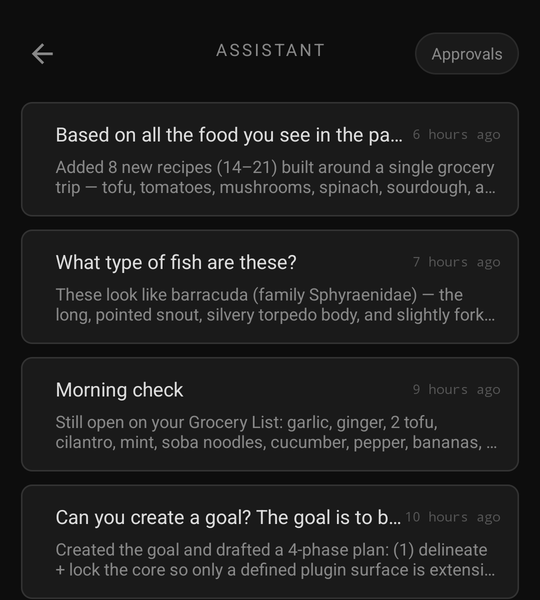 ASSISTANT
Approvals
Based on all the food you see in the pa...
6 hours ago
Added 8 new recipes (14–21) built around a single grocery
trip — tofu, tomatoes, mushrooms, spinach, sourdough, a...
What type of fish are these?
7 hours ago
These look like barracuda (family Sphyraenidae) — the
long, pointed snout, silvery torpedo body, and slightly fork...
Morning check
9 hours ago
Still open on your Grocery List: garlic, ginger, 2 tofu,
cilantro, mint, soba noodles, cucumber, pepper, bananas, ...
Can you create a goal? The goal is to b...
10 hours ago
Created the goal and drafted a 4-phase plan: (1) delineate
+ lock the core so only a defined plugin surface is extensi...